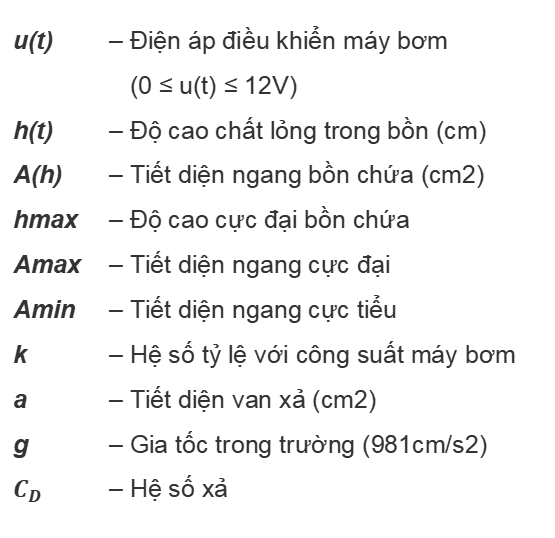 u(t) – Điện áp điều khiển máy bơm
(0 ≤ u(t) ≤ 12V)
h(t) – Độ cao chất lỏng trong bồn (cm)
A(h) – Tiết diện ngang bồn chứa (cm2)
hmax – Độ cao cực đại bồn chứa
Amax – Tiết diện ngang cực đại
Amin – Tiết diện ngang cực tiểu
k – Hệ số tỷ lệ với công suất máy bơm
a – Tiết diện van xả (cm2)
g – Gia tốc trong trường (981cm/s2)
C_D – Hệ số xả